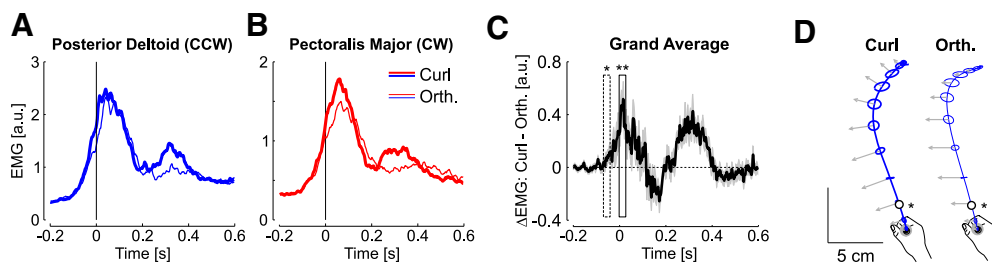 A
Posterior Deltoid (CCW)
EMG [a.u.]
3
2
1
0
-0.2 0 0.2 0.4 0.6
Time [s]
B
Pectoralis Major (CW)
Curl
Orth.
2
1
0
-0.2 0 0.2 0.4 0.6
Time [s]
C
Grand Average
ΔEMG: Curl - Orth. [a.u.]
0.8
0.4
0
-0.4
* **
-0.2 0 0.2 0.4 0.6
Time [s]
D
Curl Orth.
* *
5 cm